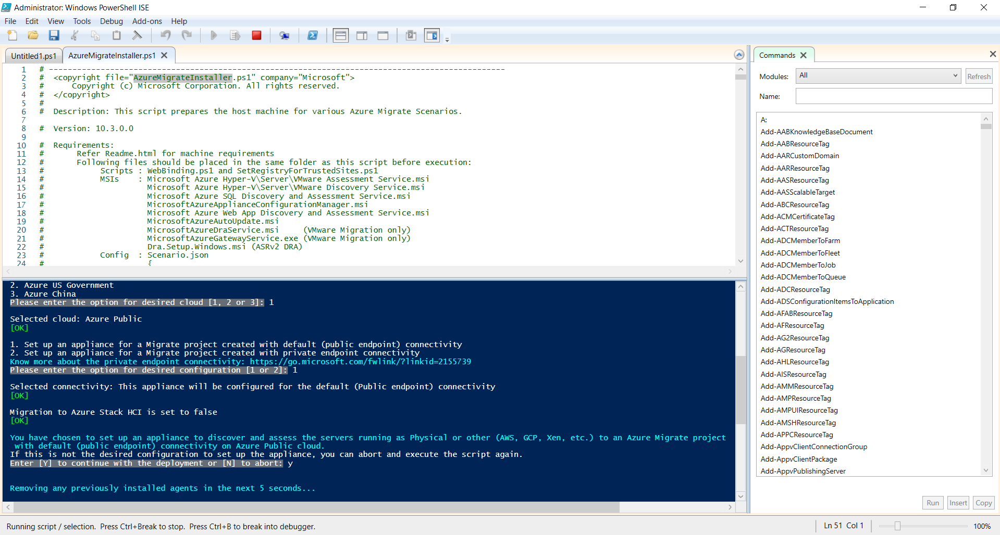 Administrator: Windows PowerShell ISE
File Edit View Tools Debug Add-ons Help
Untitled1.ps1 AzureMigrateInstaller.ps1
1 # -------------------------------------------------------------------------------------------------
2 # <copyright file="AzureMigrateInstaller.ps1" company="Microsoft">
3 #      Copyright (c) Microsoft Corporation. All rights reserved.
4 # </copyright>
5 #
6 # Description: This script prepares the host machine for various Azure Migrate Scenarios.
7
8 # Version: 10.3.0.0
9
10 # Requirements:
11 #       Refer Readme.html for machine requirements
12 #       Following files should be placed in the same folder as this script before execution:
13 #            Scripts : WebBinding.ps1 and SetRegistryForTrustedSites.ps1
14 #            MSIs    : Microsoft Azure Hyper-V\Server\VMware Assessment Service.msi
15 #                      Microsoft Azure Hyper-V\Server\VMware Discovery Service.msi
16 #                      Microsoft Azure SQL Discovery and Assessment Service.msi
17 #                      MicrosoftAzureApplianceConfigurationManager.msi
18 #                      Microsoft Azure Web App Discovery and Assessment Service.msi
19 #                      MicrosoftAzureAutoUpdate.msi
20 #                      MicrosoftAzureDraService.msi     (VMware Migration only)
21 #                      MicrosoftAzureGatewayService.exe (VMware Migration only)
22 #                      Dra.Setup.Windows.msi (ASRv2 DRA)
23 #            Config  : Scenario.json
24 #                      {
2. Azure US Government
3. Azure China
Please enter the option for desired cloud [1, 2 or 3]: 1
Selected cloud: Azure Public
[OK]
1. Set up an appliance for a Migrate project created with default (public endpoint) connectivity
2. Set up an appliance for a Migrate project created with private endpoint connectivity
Know more about the private endpoint connectivity: https://go.microsoft.com/fwlink/?linkid=2155739
Please enter the option for desired configuration [1 or 2]: 1
Selected connectivity: This appliance will be configured for the default (Public endpoint) connectivity
[OK]
Migration to Azure Stack HCI is set to false
[OK]
You have chosen to set up an appliance to discover and assess the servers running as Physical or other (AWS, GCP, Xen, etc.) to an Azure Migrate project
with default (public endpoint) connectivity on Azure Public cloud.
If this is not the desired configuration to set up the appliance, you can abort and execute the script again.
Enter [Y] to continue with the deployment or [N] to abort: y
Removing any previously installed agents in the next 5 seconds...
Commands
Modules: All Refresh
Name:
A:
Add-AABKnowledgeBaseDocument
Add-AABResourceTag
Add-AARCustomDomain
Add-AARResourceTag
Add-AASResourceTag
Add-AASScalableTarget
Add-ABCResourceTag
Add-ACMCertificateTag
Add-ACTResourceTag
Add-ADCMemberToFarm
Add-ADCMemberToFleet
Add-ADCMemberToJob
Add-ADCMemberToQueue
Add-ADCResourceTag
Add-ADSConfigurationItemsToApplication
Add-AFABResourceTag
Add-AFResourceTag
Add-AG2ResourceTag
Add-AGResourceTag
Add-AHLResourceTag
Add-AISResourceTag
Add-AMMResourceTag
Add-AMPResourceTag
Add-AMPUIResourceTag
Add-AMSHResourceTag
Add-APPCResourceTag
Add-AppvClientConnectionGroup
Add-AppvClientPackage
Add-AppvPublishingServer
Run Insert Copy
Running script / selection. Press Ctrl+Break to stop. Press Ctrl+B to break into debugger.
Ln 51 Col 1
100%